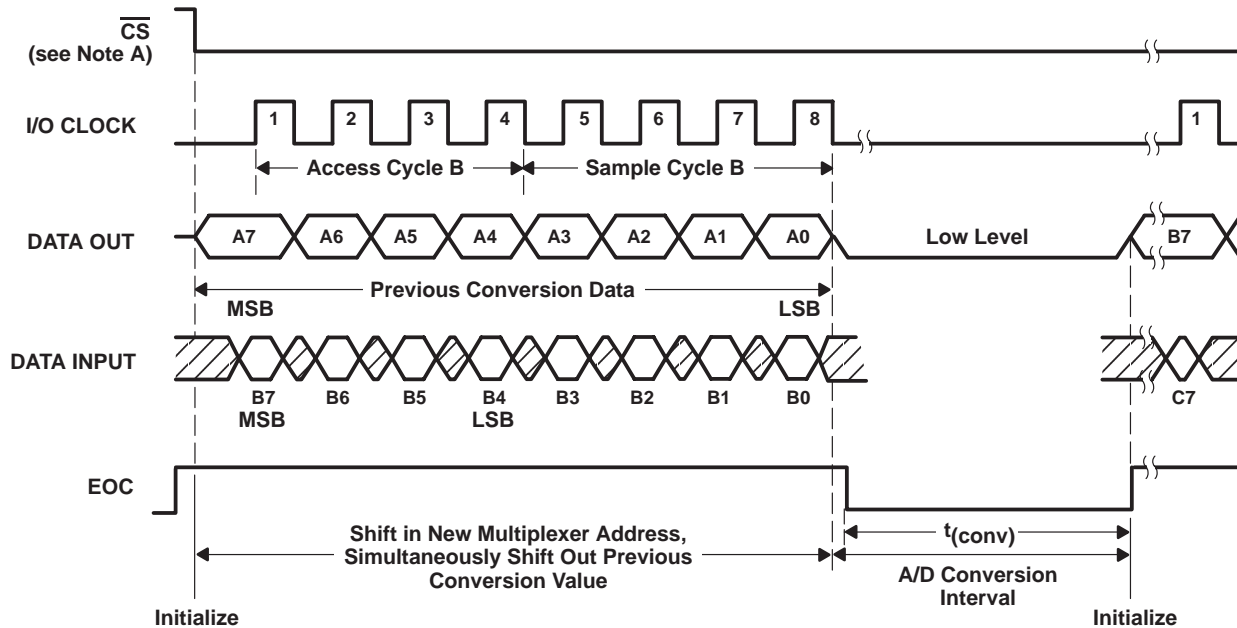 CS
(see Note A)
I/O CLOCK
1 2 3 4 5 6 7 8 1
Access Cycle B Sample Cycle B
DATA OUT
A7 A6 A5 A4 A3 A2 A1 A0 Low Level B7
Previous Conversion Data
MSB LSB
DATA INPUT
B7 B6 B5 B4 B3 B2 B1 B0 C7
MSB LSB
EOC
Shift in New Multiplexer Address,
Simultaneously Shift Out Previous
Conversion Value
t(conv)
A/D Conversion
Interval
Initialize Initialize